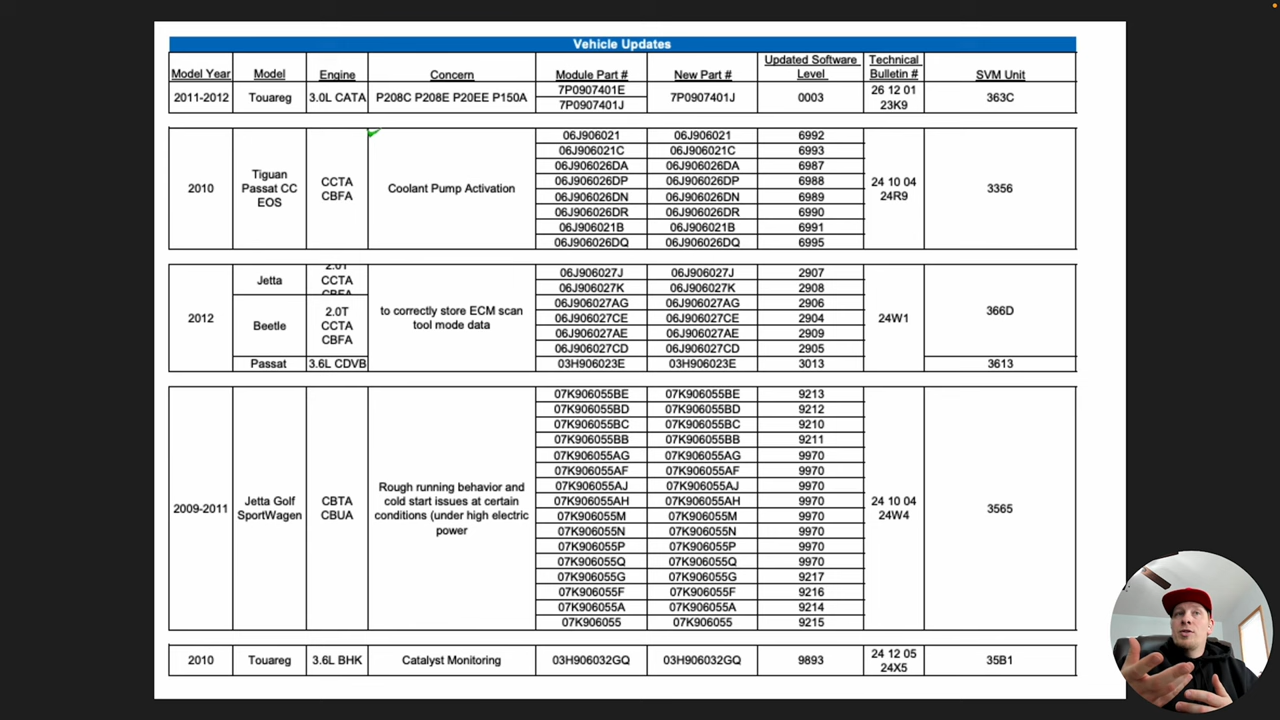 Vehicle Updates
Model Year Model Engine Concern Module Part # New Part # Updated Software Level Technical Bulletin # SVM Unit
2011-2012 Touareg 3.0L CATA P208C P208E P20EE P150A 7P0907401E 7P0907401J 7P0907401J 0003 26 12 01 23K9 363C
2010 Tiguan Passat CC EOS CCTA CBFA Coolant Pump Activation 24 10 04 24R9 3356
06J906021 06J906021 6992
06J906021C 06J906021C 6993
06J906026DA 06J906026DA 6987
06J906026DP 06J906026DP 6988
06J906026DN 06J906026DN 6989
06J906026DR 06J906026DR 6990
06J906021B 06J906021B 6991
06J906026DQ 06J906026DQ 6995
2012 to correctly store ECM scan tool mode data 24W1 366D
Jetta 2.0T CCTA CBFA
Beetle 2.0T CCTA CBFA
06J906027J 06J906027J 2907
06J906027K 06J906027K 2908
06J906027AG 06J906027AG 2906
06J906027CE 06J906027CE 2904
06J906027AE 06J906027AE 2909
06J906027CD 06J906027CD 2905
Passat 3.6L CDVB 03H906023E 03H906023E 3013 3613
2009-2011 Jetta Golf SportWagen CBTA CBUA Rough running behavior and cold start issues at certain conditions (under high electric power 24 10 04 24W4 3565
07K906055BE 07K906055BE 9213
07K906055BD 07K906055BD 9212
07K906055BC 07K906055BC 9210
07K906055BB 07K906055BB 9211
07K906055AG 07K906055AG 9970
07K906055AF 07K906055AF 9970
07K906055AJ 07K906055AJ 9970
07K906055AH 07K906055AH 9970
07K906055M 07K906055M 9970
07K906055N 07K906055N 9970
07K906055P 07K906055P 9970
07K906055Q 07K906055Q 9970
07K906055G 07K906055G 9217
07K906055F 07K906055F 9216
07K906055A 07K906055A 9214
07K906055 07K906055 9215
2010 Touareg 3.6L BHK Catalyst Monitoring 03H906032GQ 03H906032GQ 9893 24 12 05 24X5 35B1